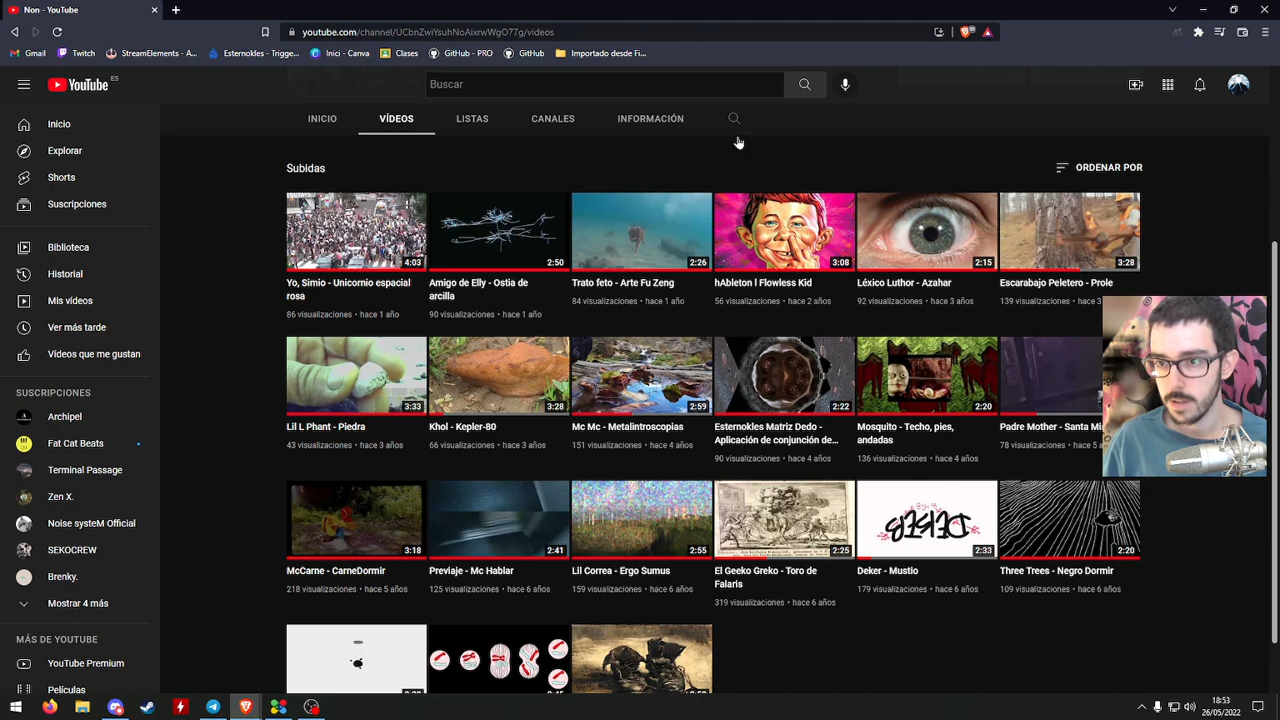 Non - YouTube
youtube.com/channel/UCbnZwiYsuhNoAixrwWgO77g/videos
Gmail
Twitch
StreamElements - A...
Esternokles - Trigge...
Inici - Canva
Clases
GitHub - PRO
GitHub
Importado desde Fi...
YouTube ES
Buscar
INICIO
VÍDEOS
LISTAS
CANALES
INFORMACIÓN
Inicio
Explorar
Shorts
Suscripciones
Biblioteca
Historial
Mis vídeos
Ver más tarde
Vídeos que me gustan
SUSCRIPCIONES
Archipel
Fat Cat Beats
Terminal Passage
Zen X.
Noise systeM Official
SEKOCREW
Brenky.
Mostrar 4 más
MÁS DE YOUTUBE
YouTube Premium
Películas
Subidas
ORDENAR POR
4:03
2:50
2:26
3:08
2:15
3:28
Yo, Simio - Unicornio espacial
rosa
86 visualizaciones • hace 1 año
Amigo de Elly - Ostia de
arcilla
90 visualizaciones • hace 1 año
Trato feto - Arte Fu Zeng
84 visualizaciones • hace 1 año
hAbleton l Flowless Kid
56 visualizaciones • hace 2 años
Léxico Luthor - Azahar
92 visualizaciones • hace 3 años
Escarabajo Peletero - Prole
139 visualizaciones • hace 3
3:33
3:28
2:59
2:22
2:20
Lil L Phant - Piedra
43 visualizaciones • hace 3 años
Khol - Kepler-80
66 visualizaciones • hace 3 años
Mc Mc - Metalintroscopias
151 visualizaciones • hace 4 años
Esternokles Matriz Dedo -
Aplicación de conjunción de...
90 visualizaciones • hace 4 años
Mosquito - Techo, pies,
andadas
136 visualizaciones • hace 4 años
Padre Mother - Santa
78 visualizaciones • hace 5
3:18
2:41
2:55
2:25
2:33
2:20
McCarne - CarneDormir
218 visualizaciones • hace 5 años
Previaje - Mc Hablar
125 visualizaciones • hace 6 años
Lil Correa - Ergo Sumus
159 visualizaciones • hace 6 años
El Geeko Greko - Toro de
Falaris
319 visualizaciones • hace 6 años
Deker - Mustio
179 visualizaciones • hace 6 años
Three Trees - Negro Dormir
109 visualizaciones • hace 6 años
18:53
26/05/2022